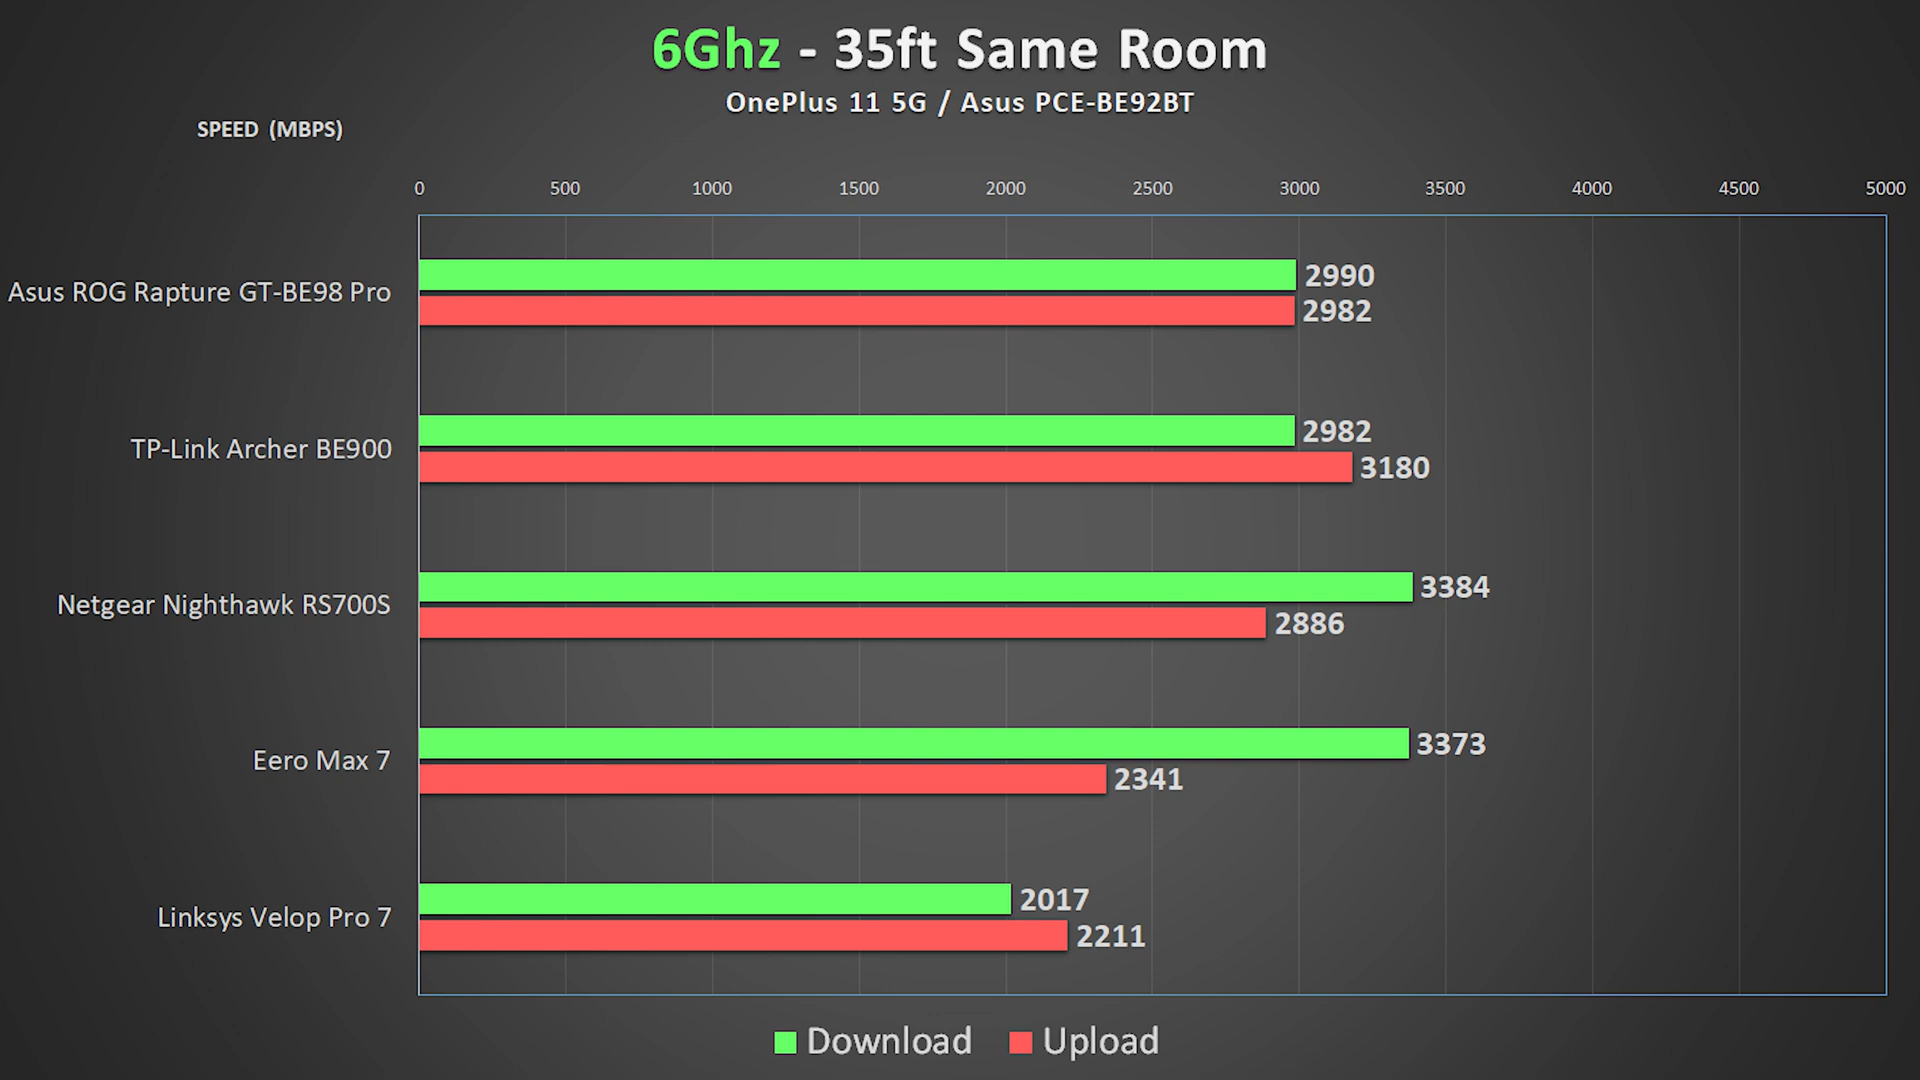 6Ghz - 35ft Same Room
OnePlus 11 5G / Asus PCE-BE92BT
SPEED (MBPS)
0 500 1000 1500 2000 2500 3000 3500 4000 4500 5000
Asus ROG Rapture GT-BE98 Pro
2990
2982
TP-Link Archer BE900
2982
3180
Netgear Nighthawk RS700S
3384
2886
Eero Max 7
3373
2341
Linksys Velop Pro 7
2017
2211
Download Upload